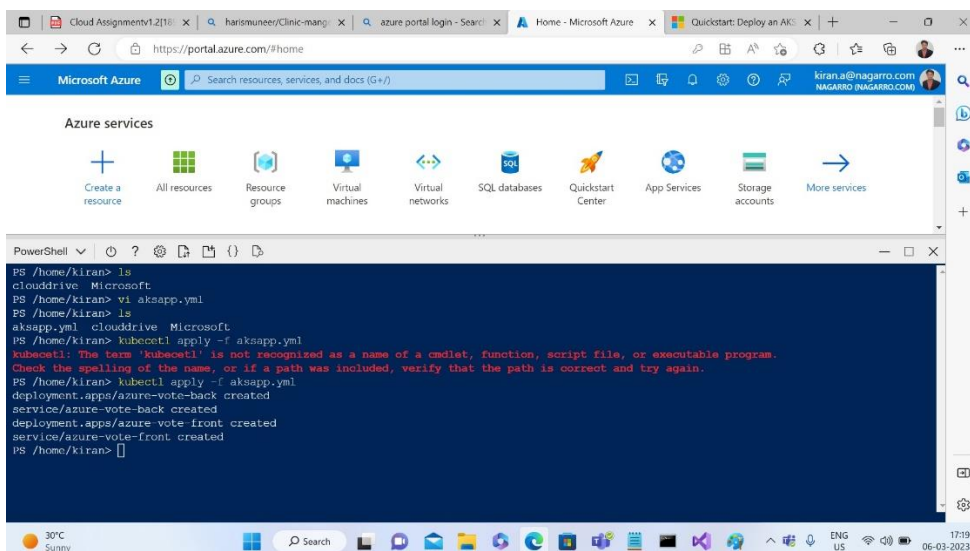 Cloud Assignmentv1.2[18
harismuneer/Clinic-mang
azure portal login - Search
Home - Microsoft Azure
Quickstart: Deploy an AKS
https://portal.azure.com/#home
Microsoft Azure
Search resources, services, and docs (G+/)
kiran.a@nagarro.com
NAGARRO (NAGARRO.COM)
Azure services
Create a resource
All resources
Resource groups
Virtual machines
Virtual networks
SQL
SQL databases
Quickstart Center
App Services
Storage accounts
More services
PowerShell
PS /home/kiran> ls
clouddrive Microsoft
PS /home/kiran> vi aksapp.yml
PS /home/kiran> ls
aksapp.yml clouddrive Microsoft
PS /home/kiran> kubecetl apply -f aksapp.yml
kubecetl: The term 'kubecetl' is not recognized as a name of a cmdlet, function, script file, or executable program.
Check the spelling of the name, or if a path was included, verify that the path is correct and try again.
PS /home/kiran> kubectl apply -f aksapp.yml
deployment.apps/azure-vote-back created
service/azure-vote-back created
deployment.apps/azure-vote-front created
service/azure-vote-front created
PS /home/kiran>
30°C
Sunny
Search
ENG
US
17:19
06-03-2023